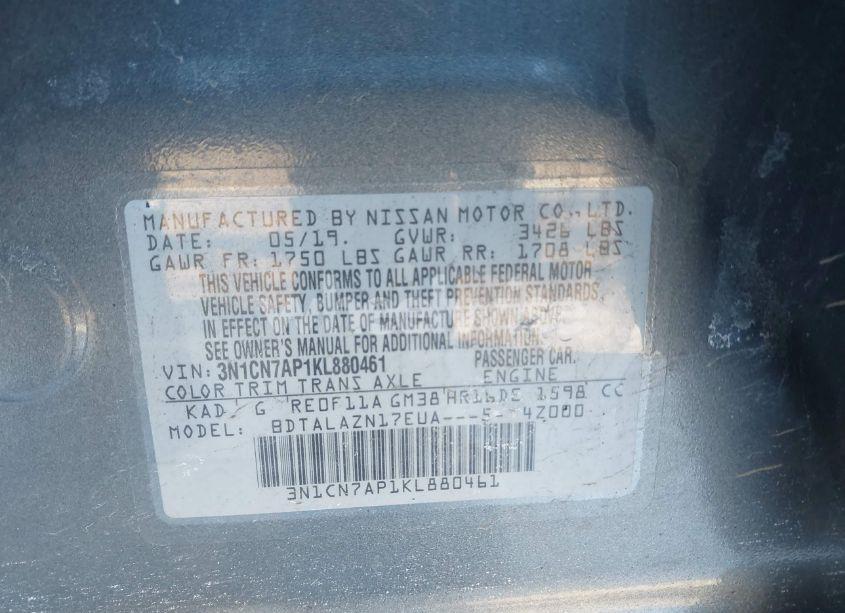 MANUFACTURED BY NISSAN MOTOR CO., LTD.
DATE: 05/19. GVWR: 3426 LBS
GAWR FR: 1750 LBS GAWR RR: 1708 LBS
THIS VEHICLE CONFORMS TO ALL APPLICABLE FEDERAL MOTOR
VEHICLE SAFETY, BUMPER AND THEFT PREVENTION STANDARDS,
IN EFFECT ON THE DATE OF MANUFACTURE SHOWN ABOVE.
SEE OWNER'S MANUAL FOR ADDITIONAL INFORMATION.
VIN: 3N1CN7AP1KL880461 PASSENGER CAR.
COLOR TRIM TRANS AXLE ENGINE
KAD G RE0F11A GM38 HR16DE 1598 CC
MODEL: BDTALAZN17EUA---5- 4Z000
3N1CN7AP1KL880461